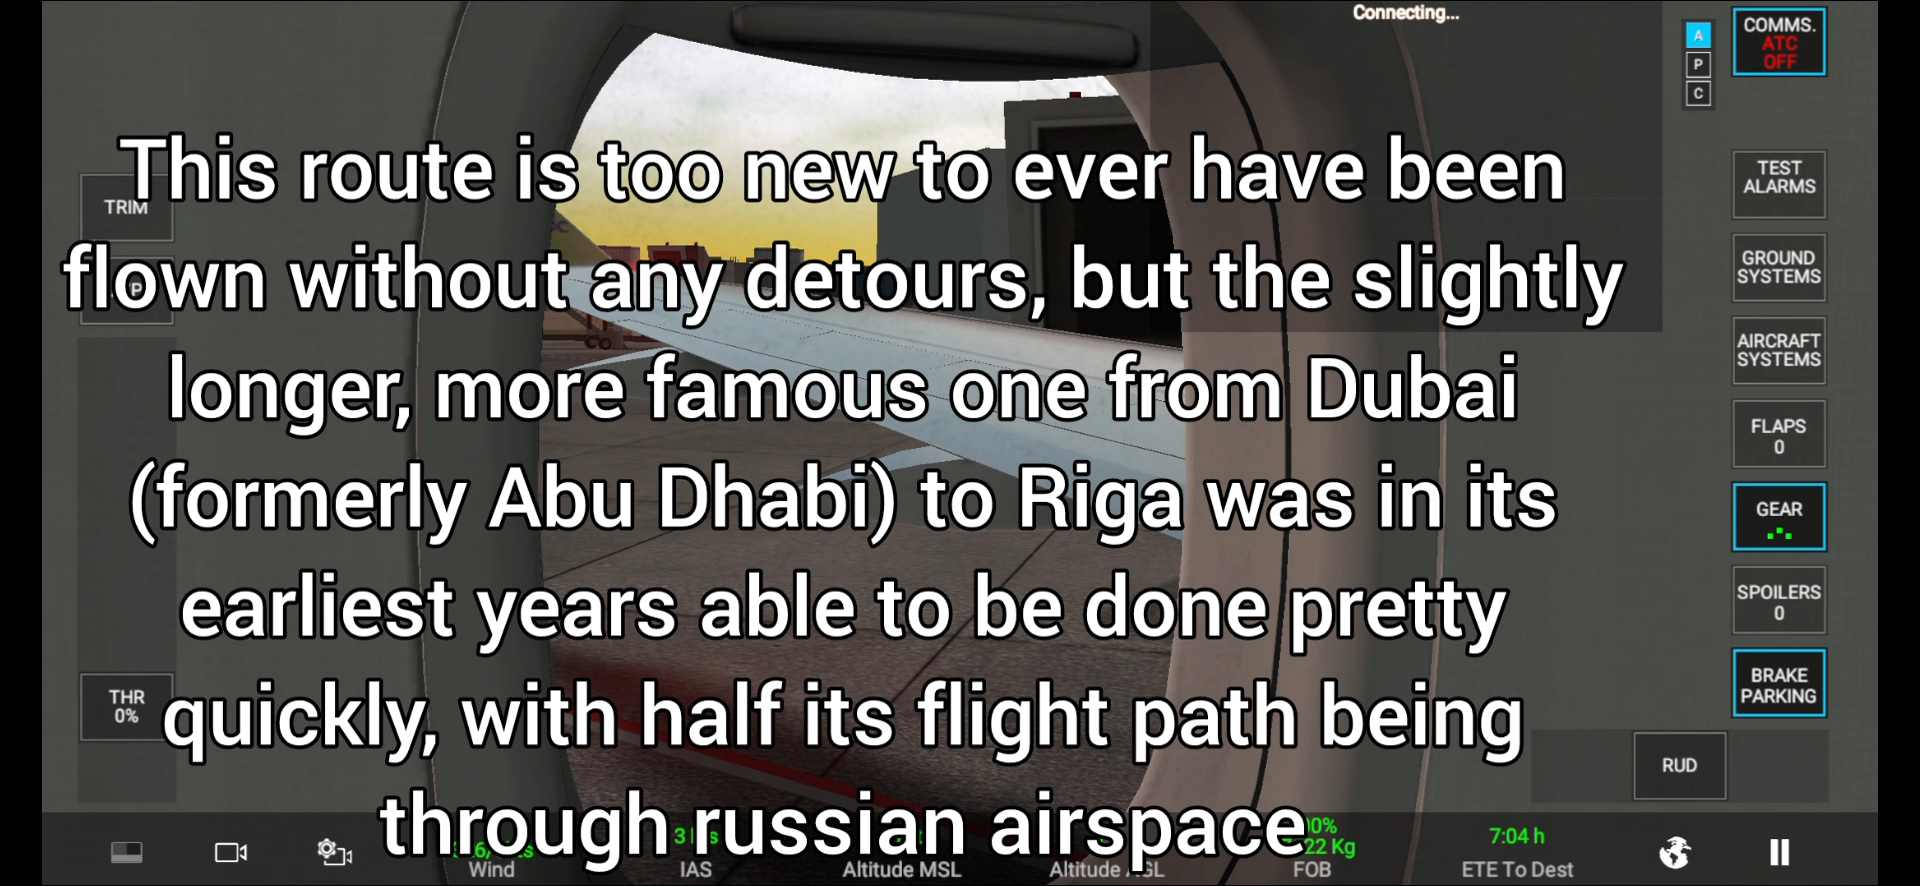 Connecting...
A
P
C
COMMS.
ATC
OFF
TEST
ALARMS
GROUND
SYSTEMS
AIRCRAFT
SYSTEMS
FLAPS
0
GEAR
SPOILERS
0
BRAKE
PARKING
RUD
TRIM
THR
0%
This route is too new to ever have been
flown without any detours, but the slightly
longer, more famous one from Dubai
(formerly Abu Dhabi) to Riga was in its
earliest years able to be done pretty
quickly, with half its flight path being
through russian airspace
Wind
IAS
Altitude MSL
Altitude AGL
FOB
7:04 h
ETE To Dest